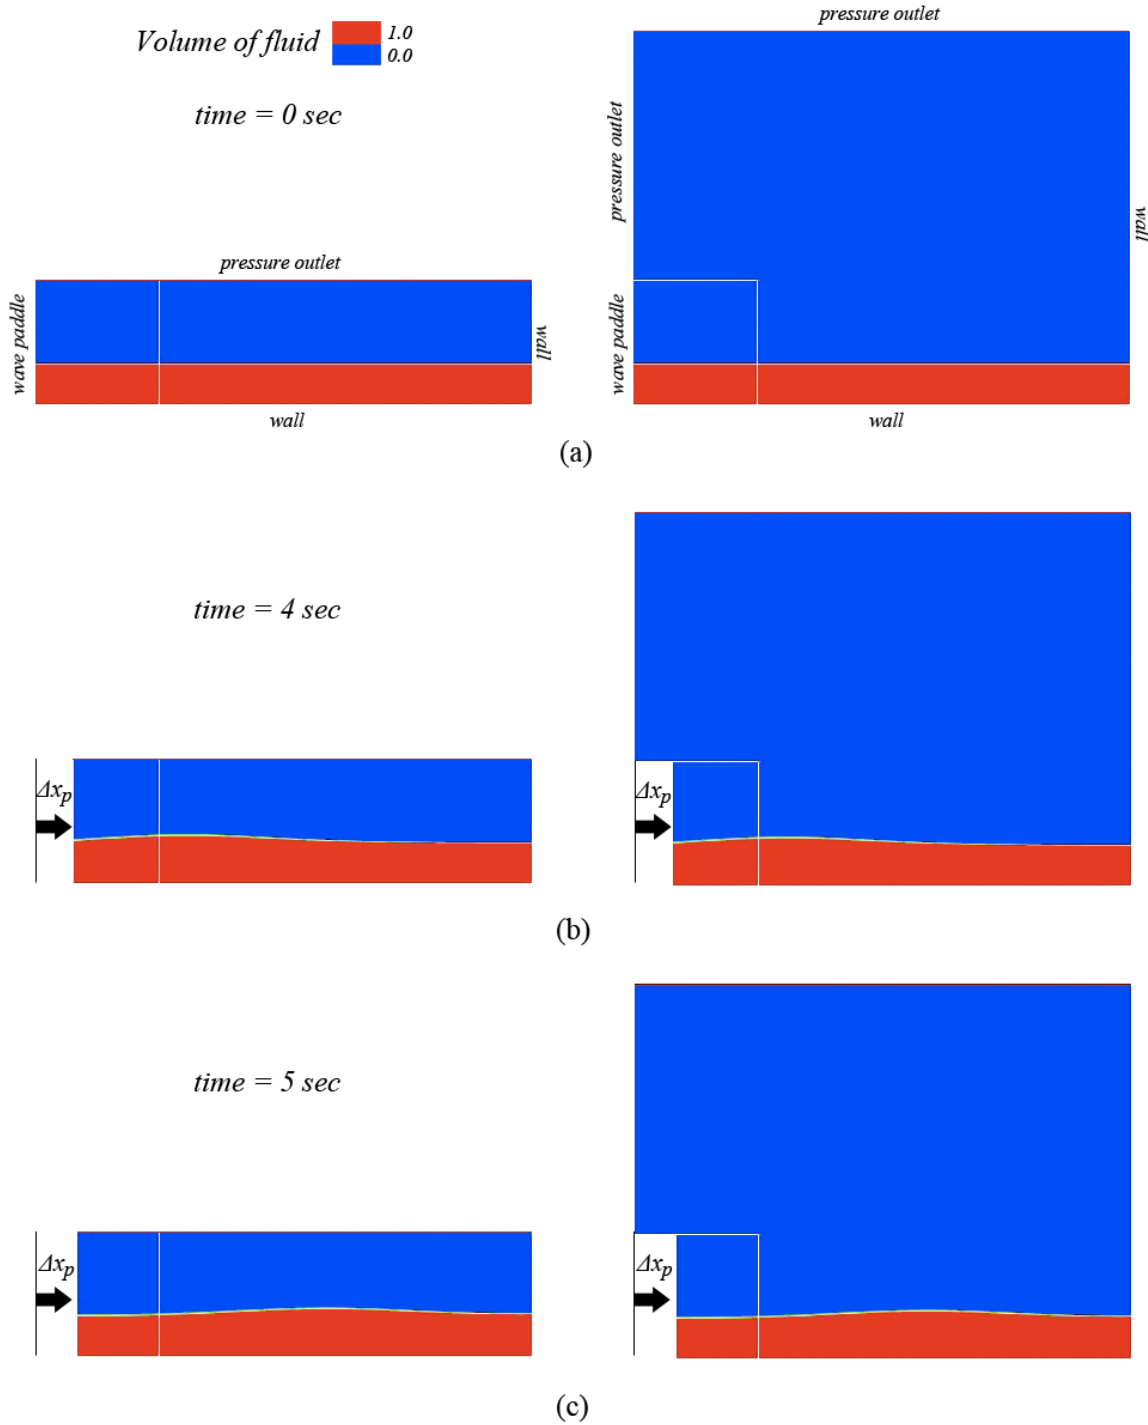 Volume of fluid
1.0
0.0
time = 0 sec
pressure outlet
pressure outlet
wall
pressure outlet
wave paddle
wall
wave paddle
wall
wall
(a)
time = 4 sec
Δxp
Δxp
(b)
time = 5 sec
Δxp
Δxp
(c)